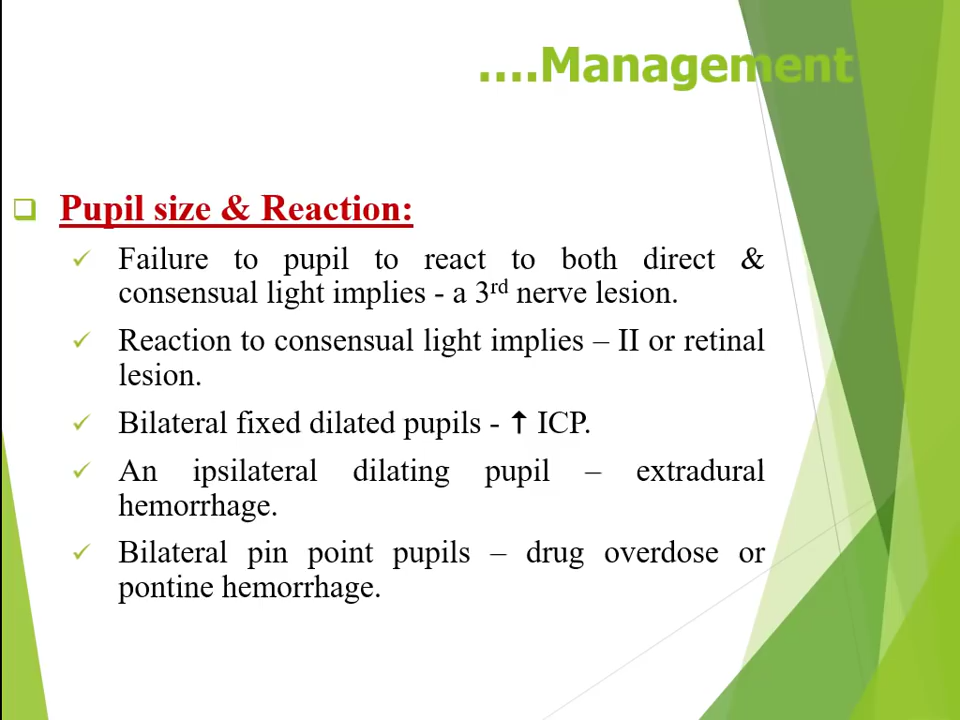 ....Management
Pupil size & Reaction:
Failure to pupil to react to both direct &
consensual light implies - a 3rd nerve lesion.
Reaction to consensual light implies – II or retinal
lesion.
Bilateral fixed dilated pupils - ↑ ICP.
An ipsilateral dilating pupil – extradural
hemorrhage.
Bilateral pin point pupils – drug overdose or
pontine hemorrhage.